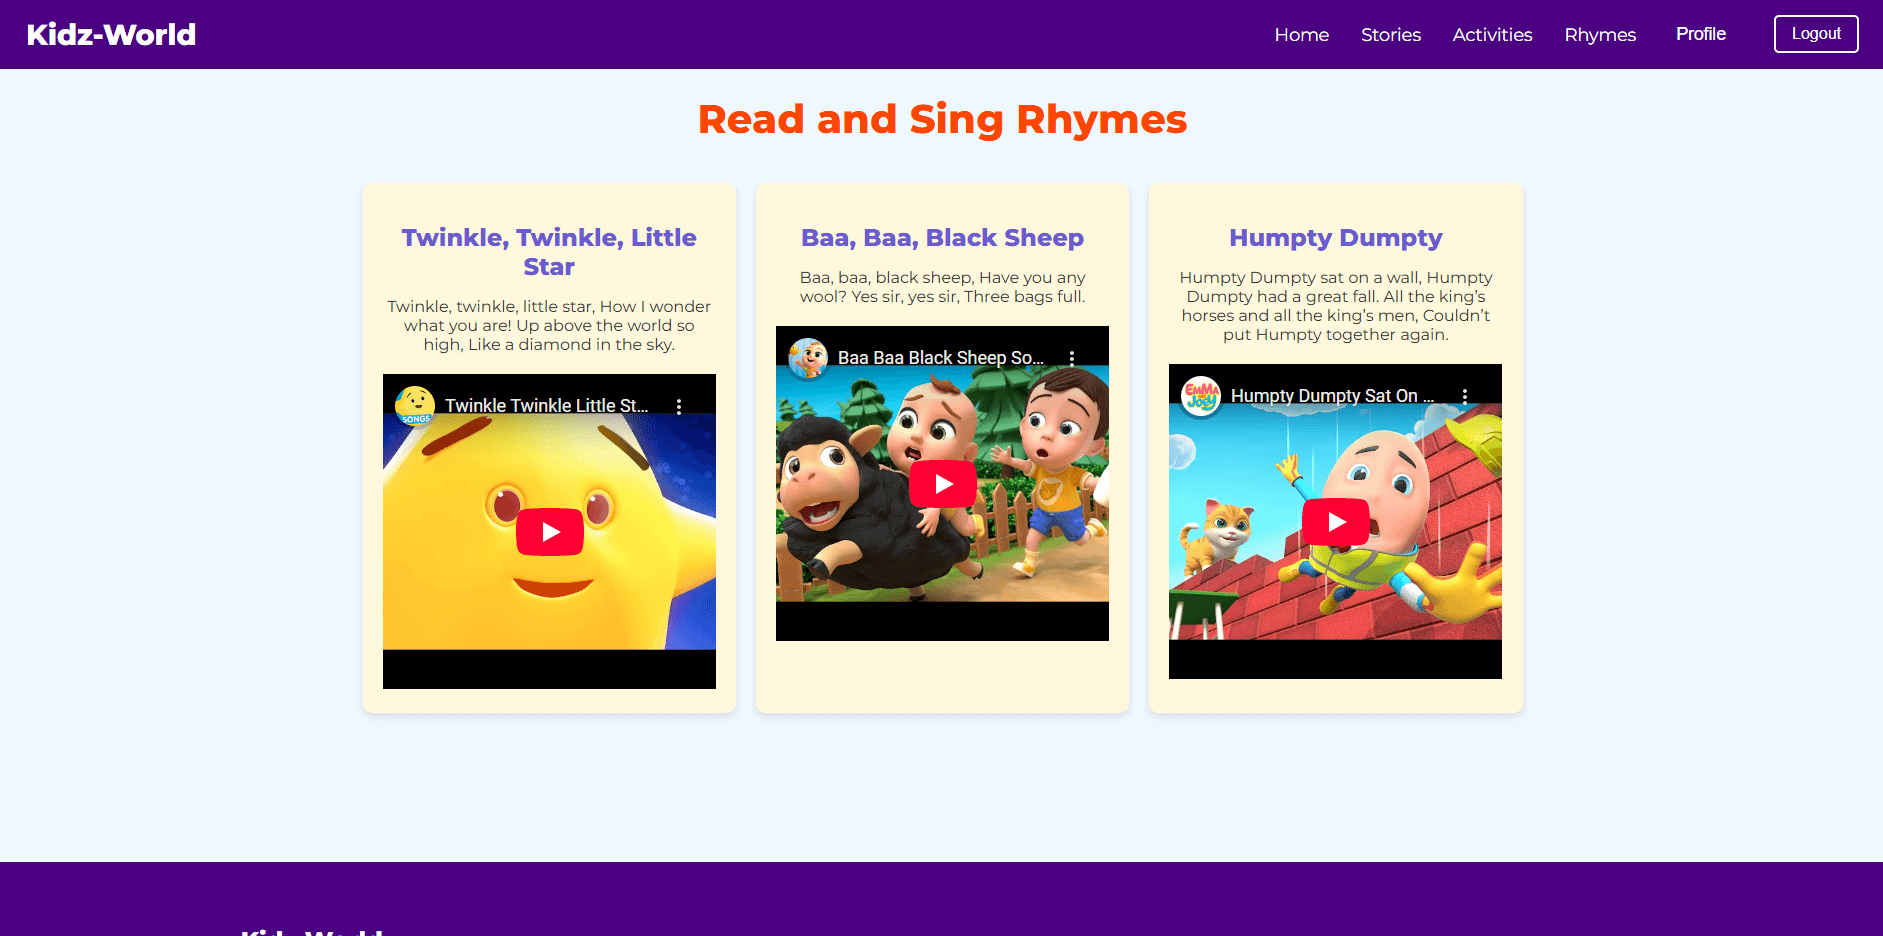 Kidz-World
Home
Stories
Activities
Rhymes
Profile
Logout
Read and Sing Rhymes
Twinkle, Twinkle, Little
Star
Twinkle, twinkle, little star, How I wonder
what you are! Up above the world so
high, Like a diamond in the sky.
SONGS
Twinkle Twinkle Little St...
Baa, Baa, Black Sheep
Baa, baa, black sheep, Have you any
wool? Yes sir, yes sir, Three bags full.
Baa Baa Black Sheep So...
Humpty Dumpty
Humpty Dumpty sat on a wall, Humpty
Dumpty had a great fall. All the king’s
horses and all the king’s men, Couldn’t
put Humpty together again.
EMMA
JOEY
Humpty Dumpty Sat On ...
Kidz-World